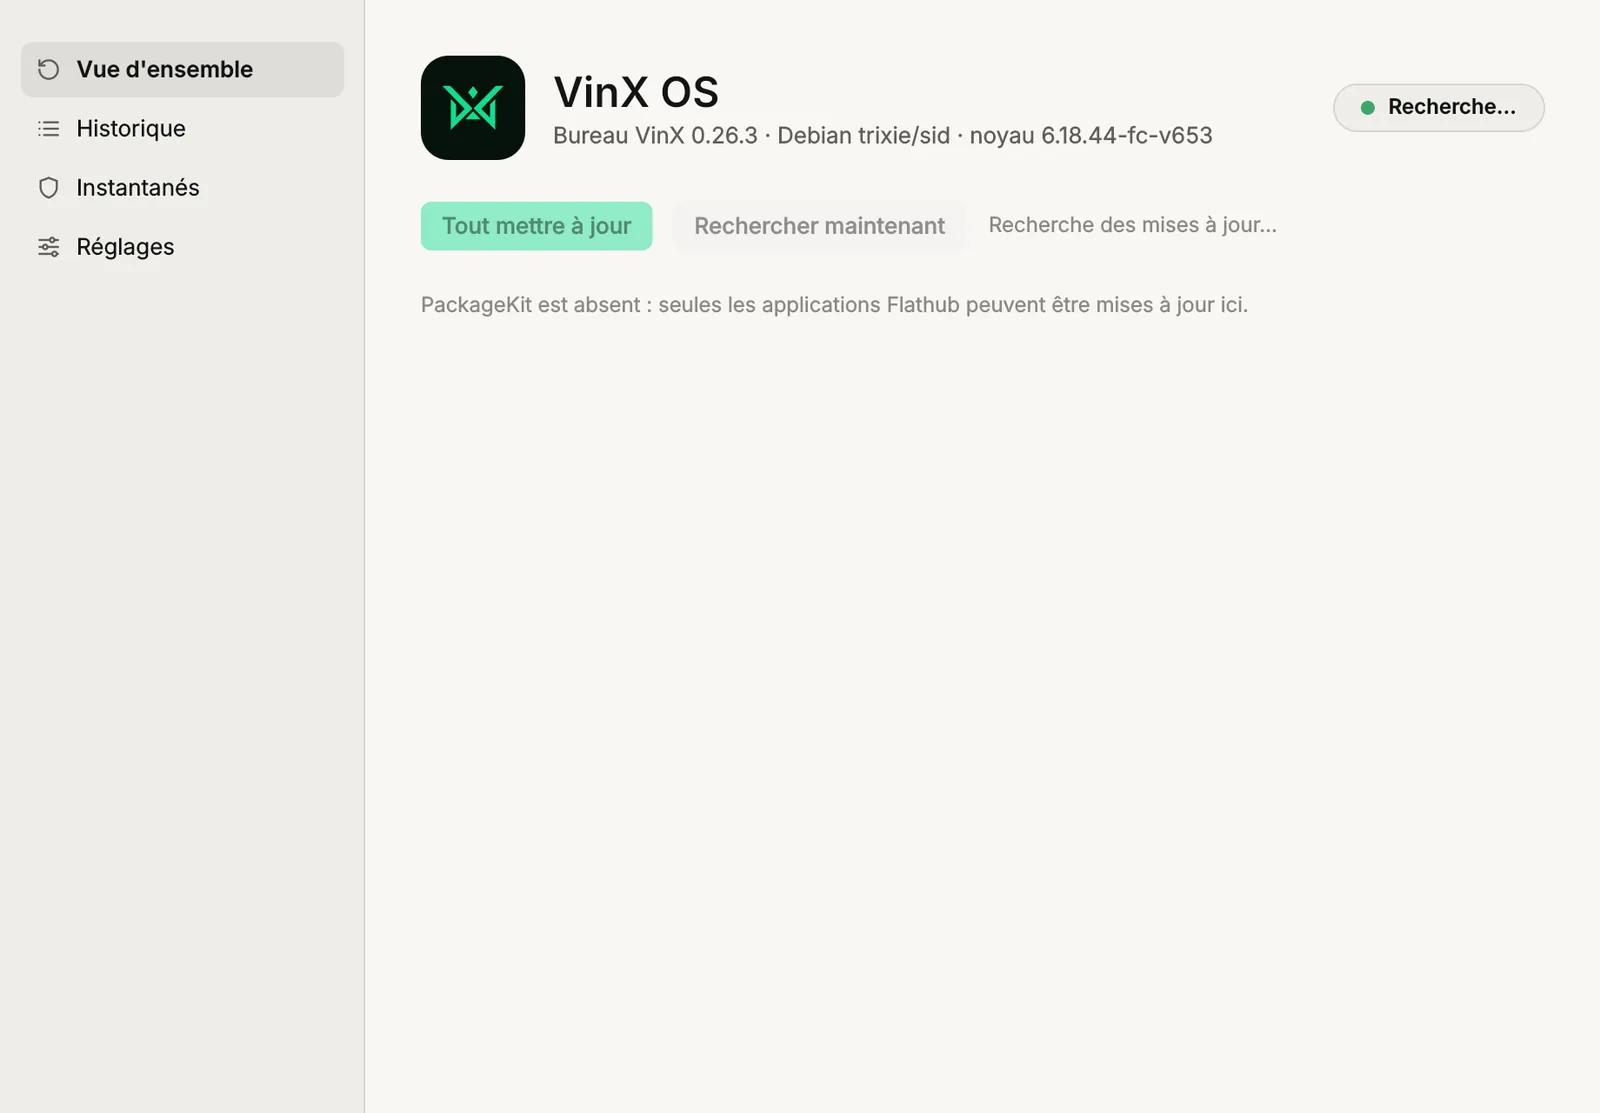 Vue d'ensemble
Historique
Instantanés
Réglages
VinX OS
Bureau VinX 0.26.3 · Debian trixie/sid · noyau 6.18.44-fc-v653
Recherche...
Tout mettre à jour
Rechercher maintenant
Recherche des mises à jour...
PackageKit est absent : seules les applications Flathub peuvent être mises à jour ici.